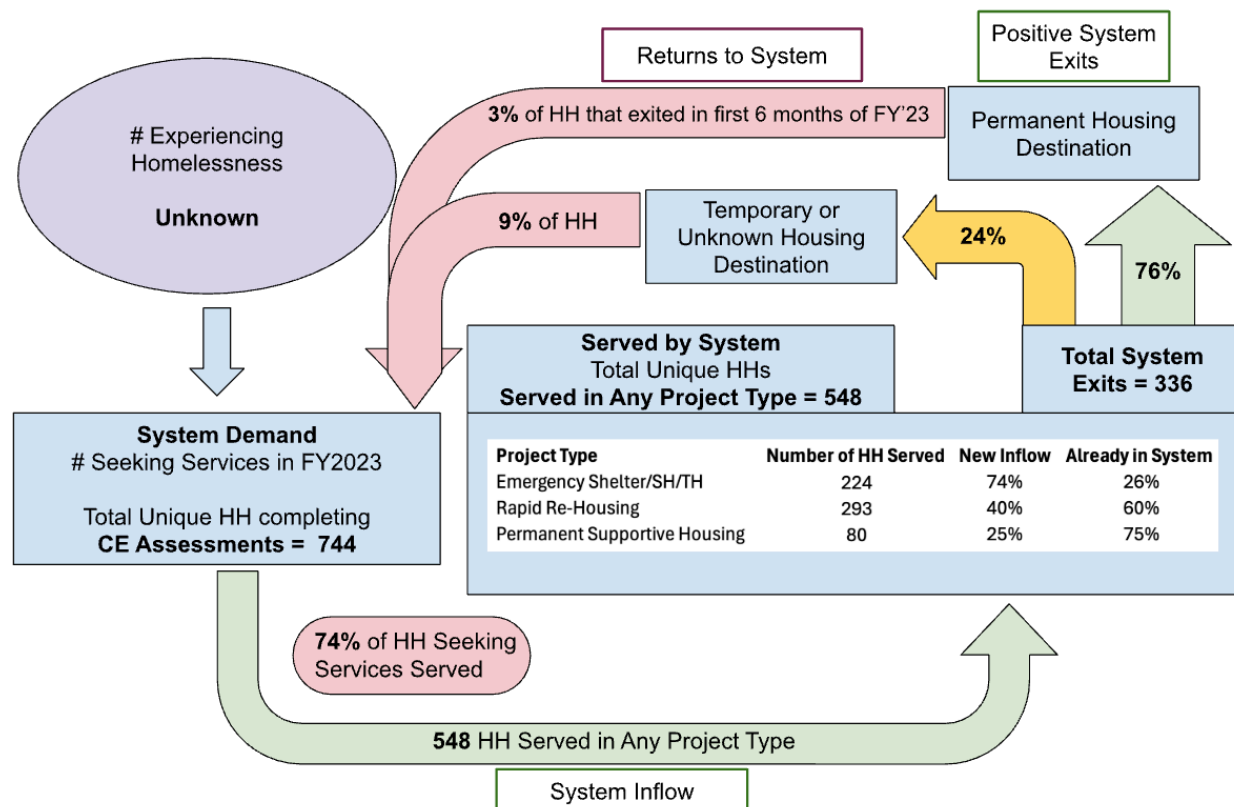 Returns to System
Positive System
Exits
# Experiencing
Homelessness
Unknown
3% of HH that exited in first 6 months of FY'23
Permanent Housing
Destination
9% of HH
Temporary or
Unknown Housing
Destination
24%
76%
Served by System
Total Unique HHs
Served in Any Project Type = 548
Total System
Exits = 336
System Demand
# Seeking Services in FY2023
Total Unique HH completing
CE Assessments = 744
Project Type Number of HH Served New Inflow Already in System
Emergency Shelter/SH/TH 224 74% 26%
Rapid Re-Housing 293 40% 60%
Permanent Supportive Housing 80 25% 75%
74% of HH Seeking
Services Served
548 HH Served in Any Project Type
System Inflow